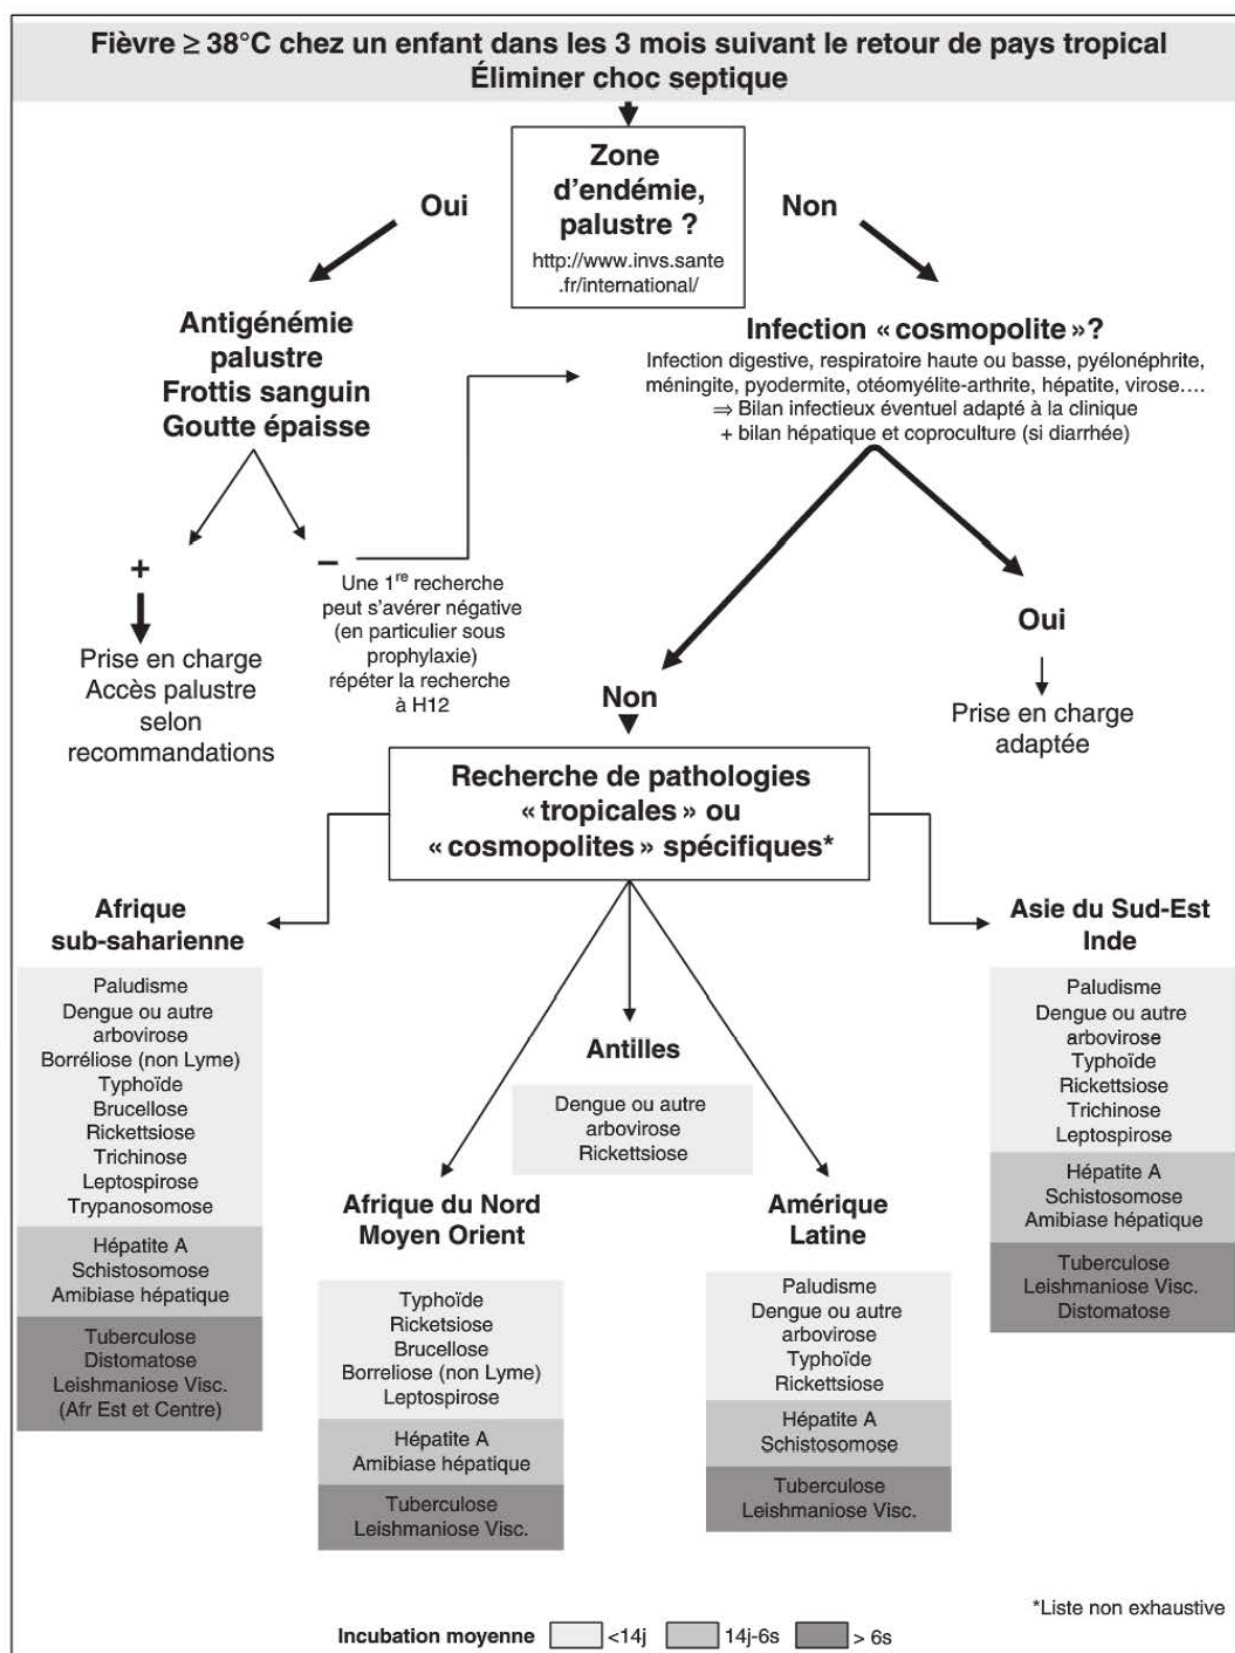 Fièvre ≥ 38°C chez un enfant dans les 3 mois suivant le retour de pays tropical
Éliminer choc septique
Zone
d'endémie,
palustre ?
http://www.invs.sante
.fr/international/
Oui
Non
Antigénémie
palustre
Frottis sanguin
Goutte épaisse
Infection « cosmopolite »?
Infection digestive, respiratoire haute ou basse, pyélonéphrite,
méningite, pyodermite, otéomyélite-arthrite, hépatite, virose….
⇒ Bilan infectieux éventuel adapté à la clinique
+ bilan hépatique et coproculture (si diarrhée)
+
Prise en charge
Accès palustre
selon
recommandations
–
Une 1re recherche
peut s'avérer négative
(en particulier sous
prophylaxie)
répéter la recherche
à H12
Non
Oui
Prise en charge
adaptée
Recherche de pathologies
« tropicales » ou
« cosmopolites » spécifiques*
Afrique
sub-saharienne
Paludisme
Dengue ou autre
arbovirose
Borréliose (non Lyme)
Typhoïde
Brucellose
Rickettsiose
Trichinose
Leptospirose
Trypanosomose
Hépatite A
Schistosomose
Amibiase hépatique
Tuberculose
Distomatose
Leishmaniose Visc.
(Afr Est et Centre)
Afrique du Nord
Moyen Orient
Typhoïde
Ricketsiose
Brucellose
Borreliose (non Lyme)
Leptospirose
Hépatite A
Amibiase hépatique
Tuberculose
Leishmaniose Visc.
Antilles
Dengue ou autre
arbovirose
Rickettsiose
Amérique
Latine
Paludisme
Dengue ou autre
arbovirose
Typhoïde
Rickettsiose
Hépatite A
Schistosomose
Tuberculose
Leishmaniose Visc.
Asie du Sud-Est
Inde
Paludisme
Dengue ou autre
arbovirose
Typhoïde
Rickettsiose
Trichinose
Leptospirose
Hépatite A
Schistosomose
Amibiase hépatique
Tuberculose
Leishmaniose Visc.
Distomatose
*Liste non exhaustive
Incubation moyenne <14j 14j-6s > 6s